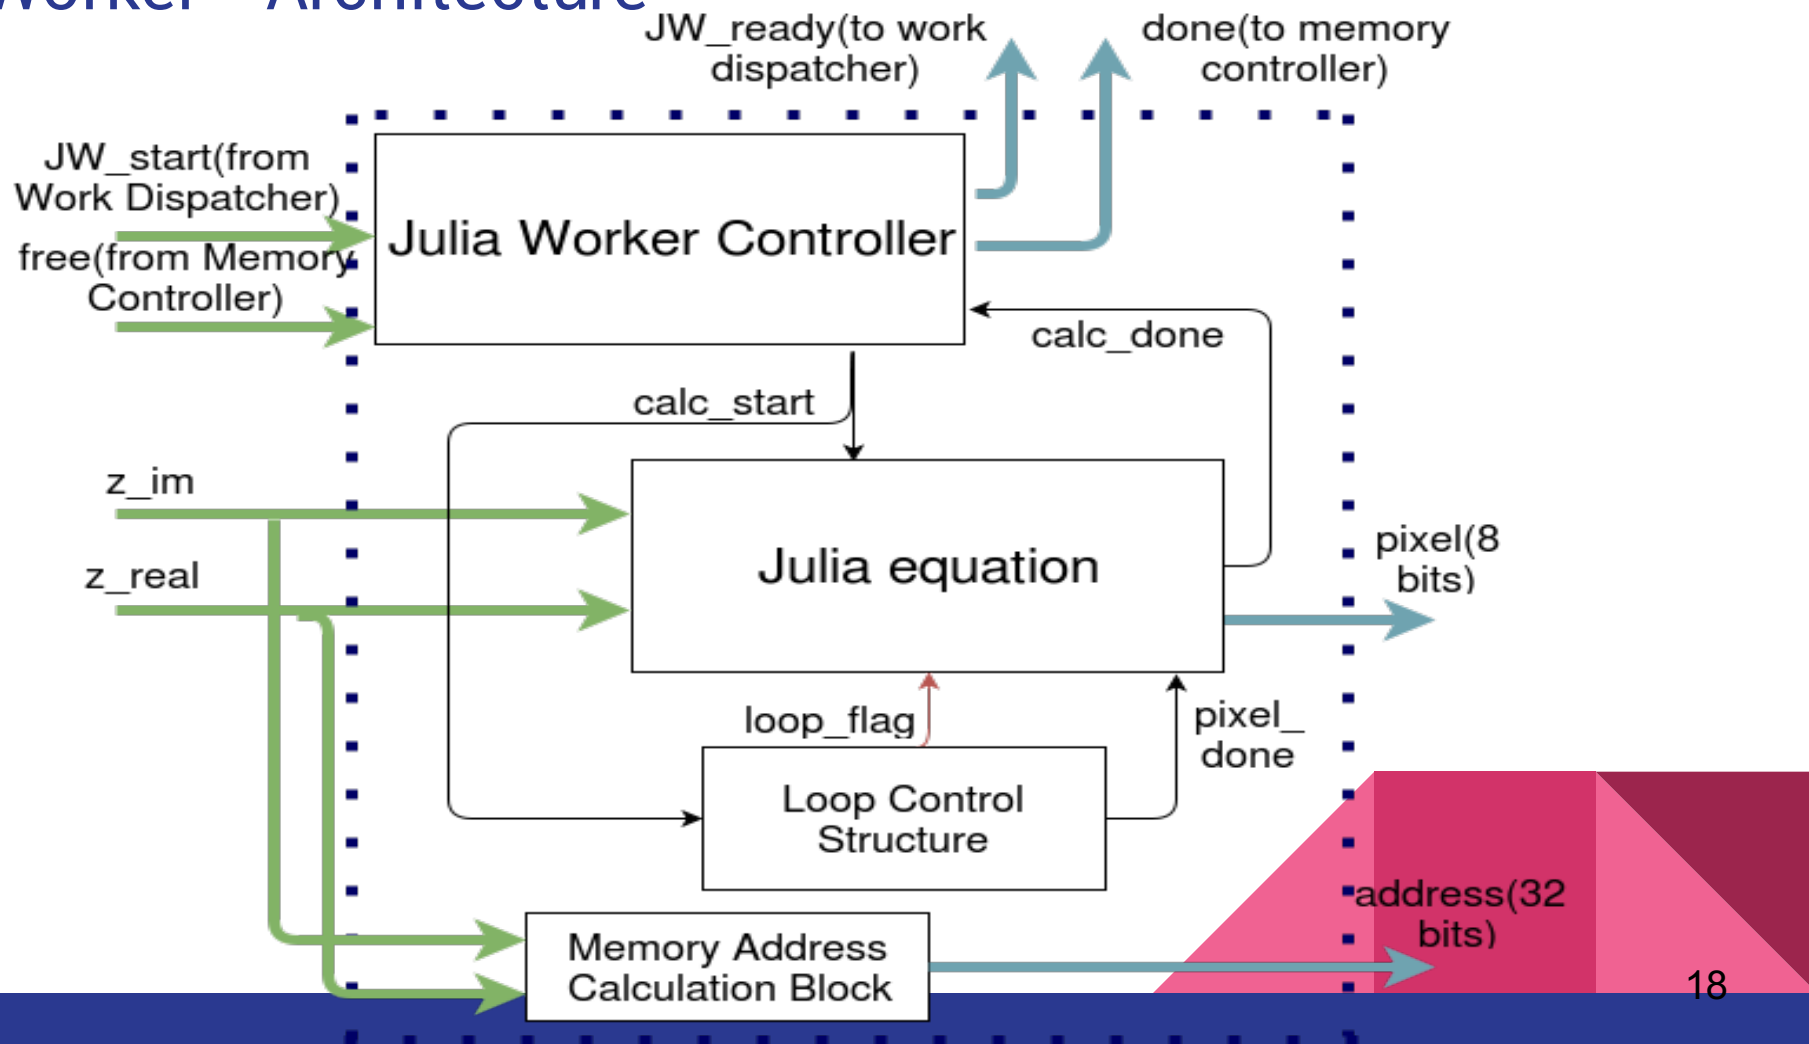 Worker - Architecture
JW_ready(to work
dispatcher)
done(to memory
controller)
JW_start(from
Work Dispatcher)
free(from Memory
Controller)
Julia Worker Controller
calc_done
calc_start
z_im
z_real
Julia equation
pixel(8
bits)
loop_flag
pixel_
done
Loop Control
Structure
address(32
bits)
Memory Address
Calculation Block
18